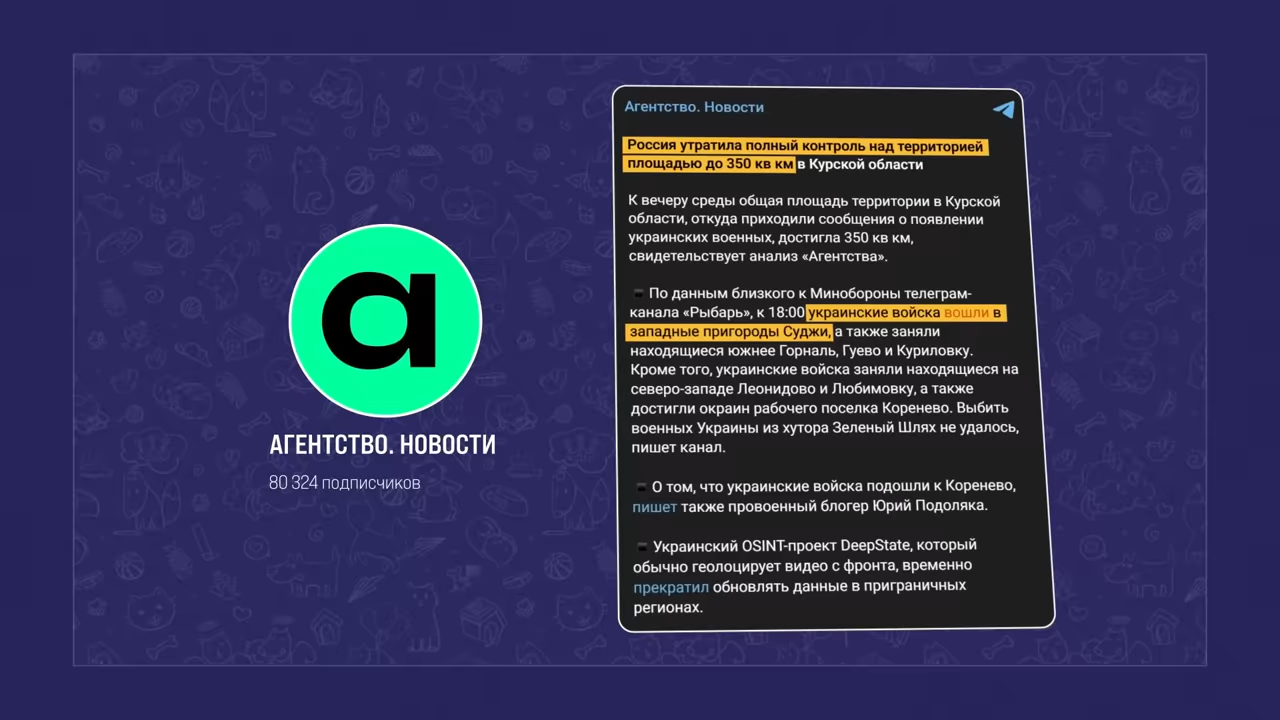 a
АГЕНТСТВО. НОВОСТИ
80 324 подписчиков
Агентство. Новости
Россия утратила полный контроль над территорией
площадью до 350 кв км в Курской области
К вечеру среды общая площадь территории в Курской
области, откуда приходили сообщения о появлении
украинских военных, достигла 350 кв км,
свидетельствует анализ «Агентства».
По данным близкого к Минобороны телеграм-
канала «Рыбарь», к 18:00 украинские войска вошли в
западные пригороды Суджи, а также заняли
находящиеся южнее Горналь, Гуево и Куриловку.
Кроме того, украинские войска заняли находящиеся на
северо-западе Леонидово и Любимовку, а также
достигли окраин рабочего поселка Коренево. Выбить
военных Украины из хутора Зеленый Шлях не удалось,
пишет канал.
О том, что украинские войска подошли к Коренево,
пишет также провоенный блогер Юрий Подоляка.
Украинский OSINT-проект DeepState, который
обычно геолоцирует видео с фронта, временно
прекратил обновлять данные в приграничных
регионах.